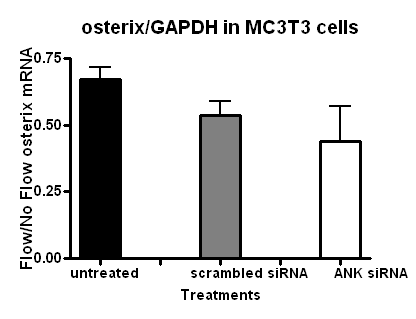 osterix/GAPDH in MC3T3 cells
Flow/No Flow osterix mRNA
0.75
0.50
0.25
0.00
untreated
scrambled siRNA
ANK siRNA
Treatments